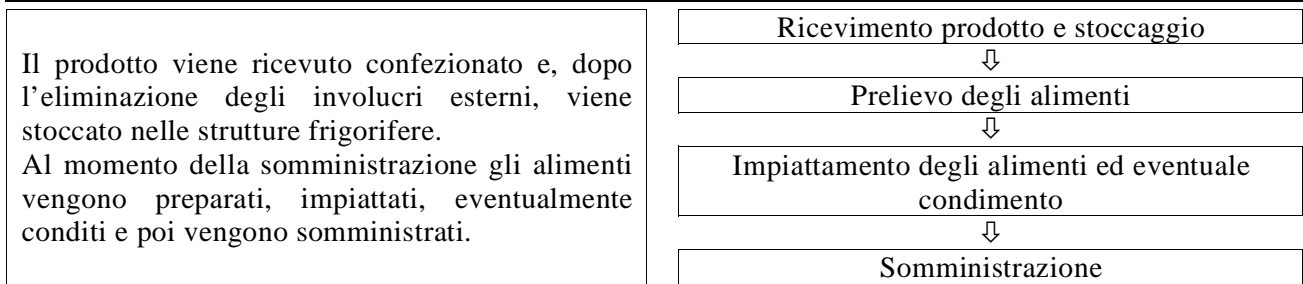 Il prodotto viene ricevuto confezionato e, dopo
l’eliminazione degli involucri esterni, viene
stoccato nelle strutture frigorifere.
Al momento della somministrazione gli alimenti
vengono preparati, impiattati, eventualmente
conditi e poi vengono somministrati.
Ricevimento prodotto e stoccaggio
⇩
Prelievo degli alimenti
⇩
Impiattamento degli alimenti ed eventuale
condimento
⇩
Somministrazione